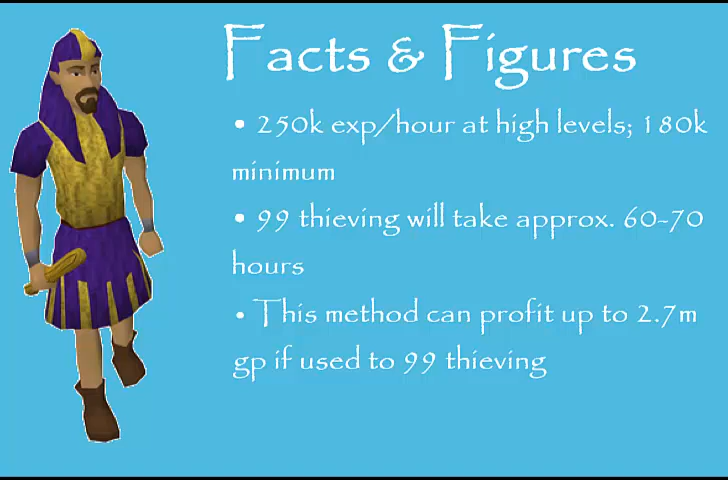 Facts & Figures
• 250k exp/hour at high levels; 180k
minimum
• 99 thieving will take approx. 60-70
hours
• This method can profit up to 2.7m
gp if used to 99 thieving